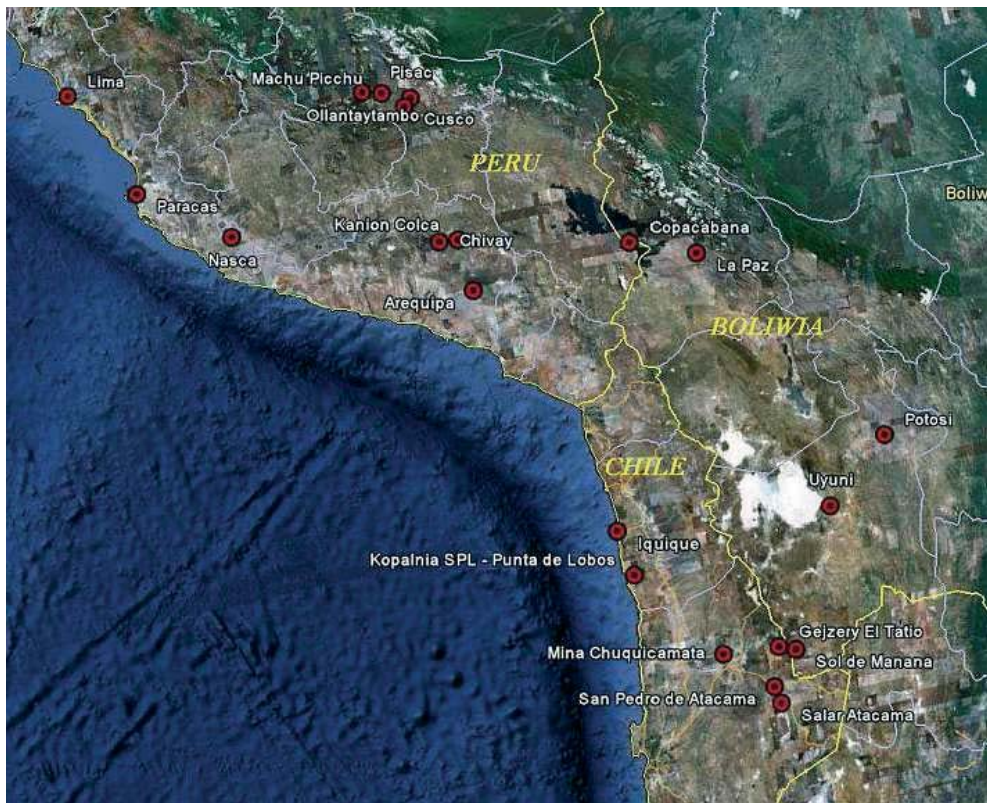 Machu Picchu
Pisac
Lima
Ollantaytambo
Cusco
PERU
Boliw
Paracas
Kanion Colca
Chivay
Copacabana
Nasca
La Paz
Arequipa
BOLIWIA
Potosi
CHILE
Uyuni
Iquique
Kopalnia SPL - Punta de Lobos
Gejzery El Tatio
Mina Chuquicamata
Sol de Manana
San Pedro de Atacama
Salar Atacama